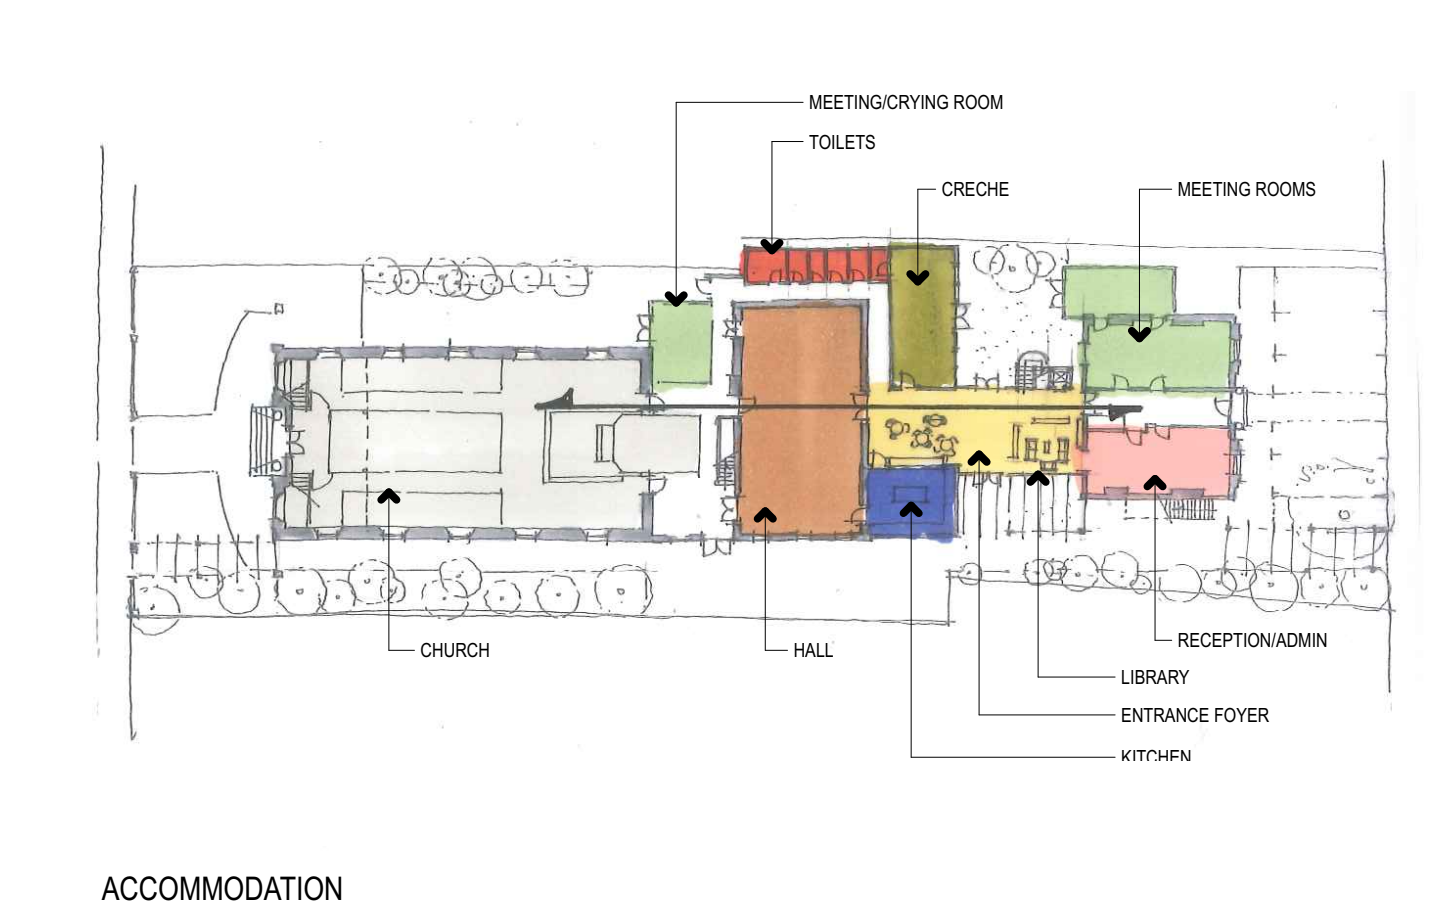 MEETING/CRYING ROOM
TOILETS
CRECHE
MEETING ROOMS
CHURCH
HALL
RECEPTION/ADMIN
LIBRARY
ENTRANCE FOYER
KITCHEN
ACCOMMODATION